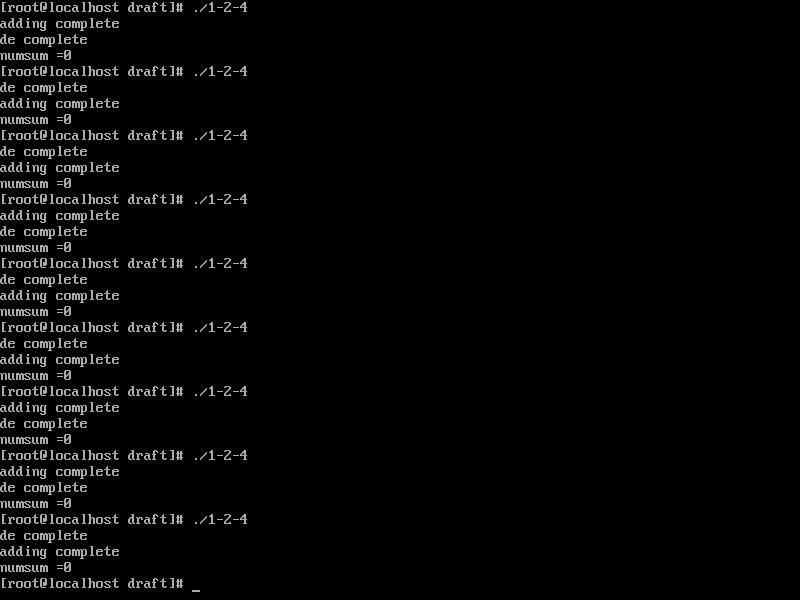 [root@localhost draft]# ./1-2-4
adding complete
de complete
numsum =0
[root@localhost draft]# ./1-2-4
de complete
adding complete
numsum =0
[root@localhost draft]# ./1-2-4
de complete
adding complete
numsum =0
[root@localhost draft]# ./1-2-4
adding complete
de complete
numsum =0
[root@localhost draft]# ./1-2-4
de complete
adding complete
numsum =0
[root@localhost draft]# ./1-2-4
de complete
adding complete
numsum =0
[root@localhost draft]# ./1-2-4
adding complete
de complete
numsum =0
[root@localhost draft]# ./1-2-4
adding complete
de complete
numsum =0
[root@localhost draft]# ./1-2-4
de complete
adding complete
numsum =0
[root@localhost draft]# _